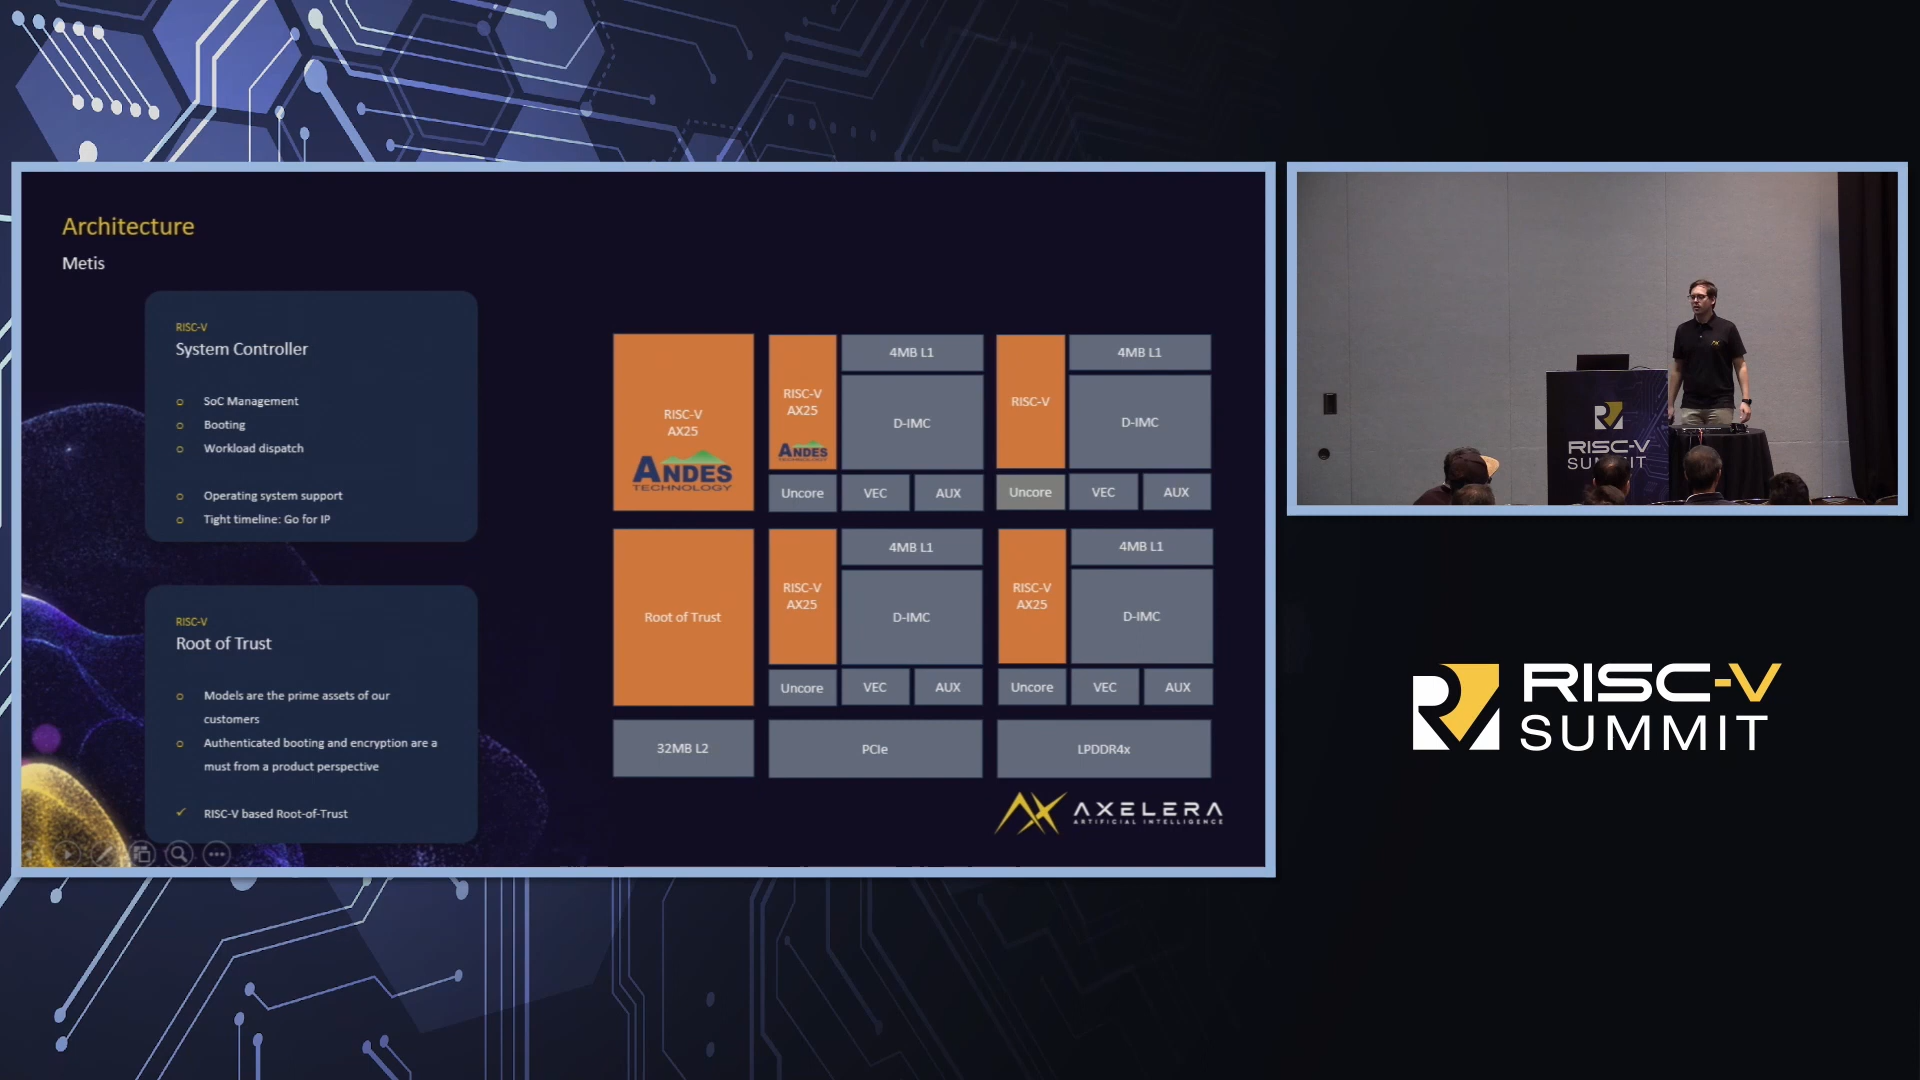 Architecture
Metis
RISC-V
System Controller
SoC Management
Booting
Workload dispatch
Operating system support
Tight timeline: Go for IP
RISC-V
Root of Trust
Models are the prime assets of our
customers
Authenticated booting and encryption are a
must from a product perspective
RISC-V based Root-of-Trust
RISC-V
AX25
ANDES
TECHNOLOGY
RISC-V
AX25
ANDES
TECHNOLOGY
4MB L1
D-IMC
Uncore
VEC
AUX
RISC-V
4MB L1
D-IMC
Uncore
VEC
AUX
Root of Trust
RISC-V
AX25
4MB L1
D-IMC
Uncore
VEC
AUX
RISC-V
AX25
4MB L1
D-IMC
Uncore
VEC
AUX
32MB L2
PCIe
LPDDR4x
AXELERA
ARTIFICIAL INTELLIGENCE
RISC-V
SUMMIT
RISC-V
SUMMIT